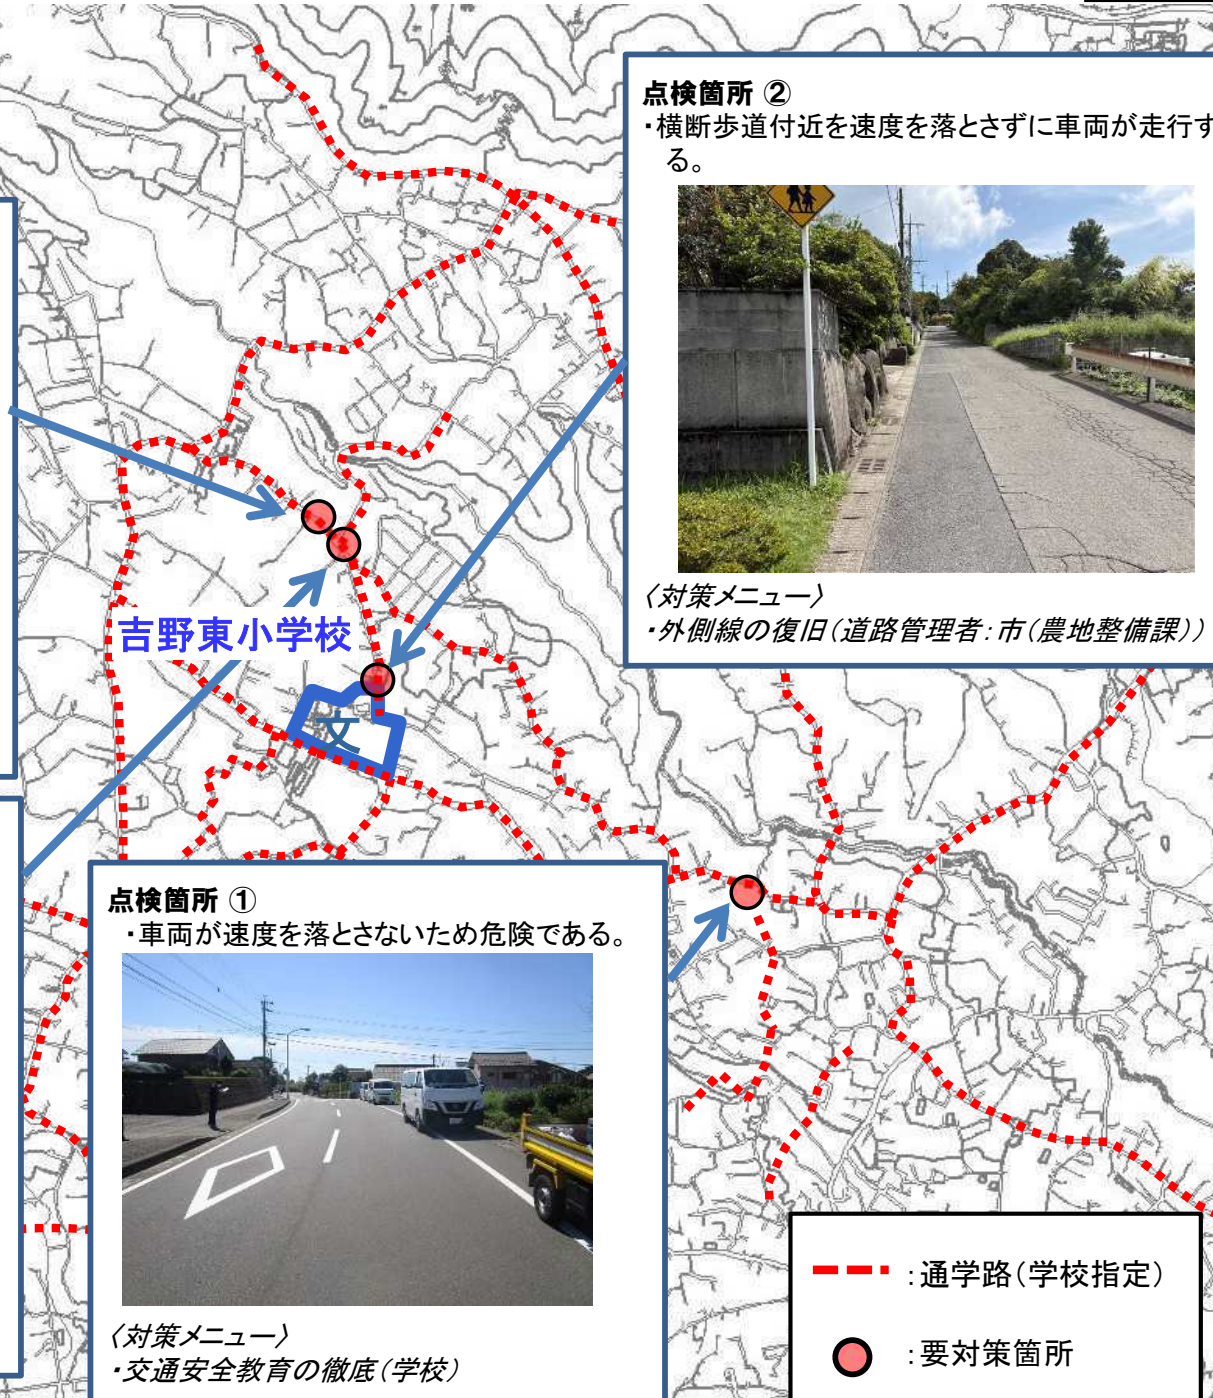 点検箇所 ②
・横断歩道付近を速度を落とさずに車両が走行す
る。
〈対策メニュー〉
・外側線の復旧(道路管理者:市(農地整備課))
吉野東小学校
文
点検箇所 ①
・車両が速度を落とさないため危険である。
〈対策メニュー〉
・交通安全教育の徹底(学校)
:通学路(学校指定)
:要対策箇所